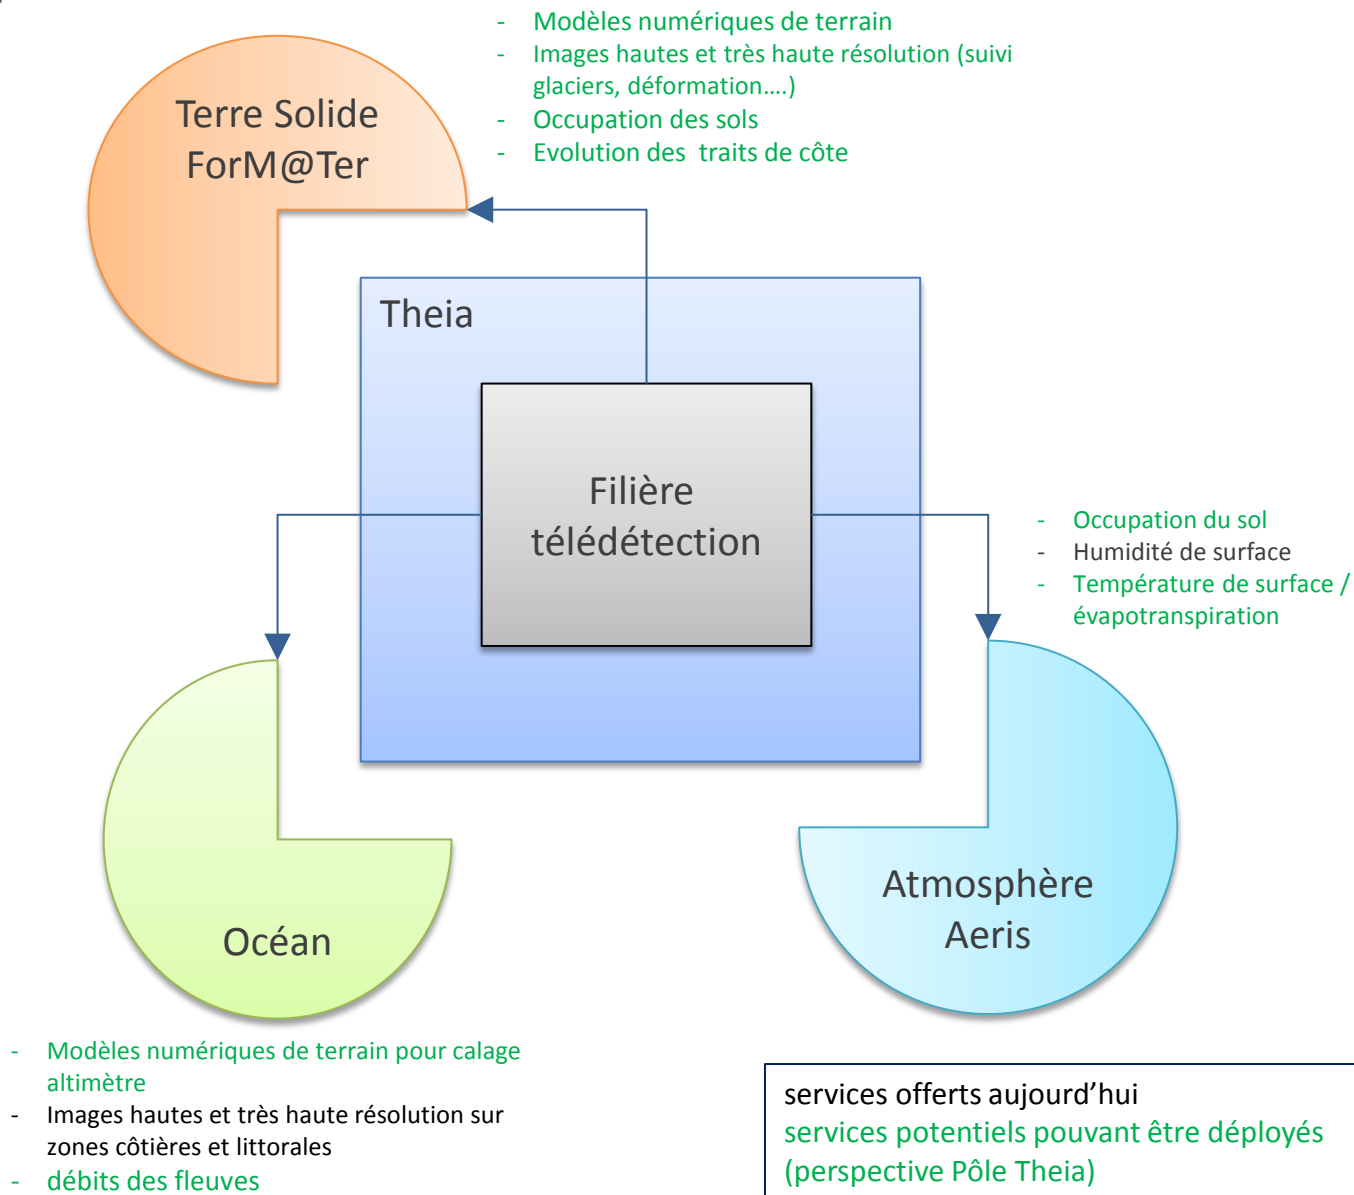 - Modèles numériques de terrain
- Images hautes et très haute résolution (suivi
glaciers, déformation....)
- Occupation des sols
- Evolution des traits de côte
Terre Solide
ForM@Ter
Theia
Filière
télédétection
- Occupation du sol
- Humidité de surface
- Température de surface /
évapotranspiration
Océan
Atmosphère
Aeris
- Modèles numériques de terrain pour calage
altimètre
- Images hautes et très haute résolution sur
zones côtières et littorales
- débits des fleuves
services offerts aujourd’hui
services potentiels pouvant être déployés
(perspective Pôle Theia)